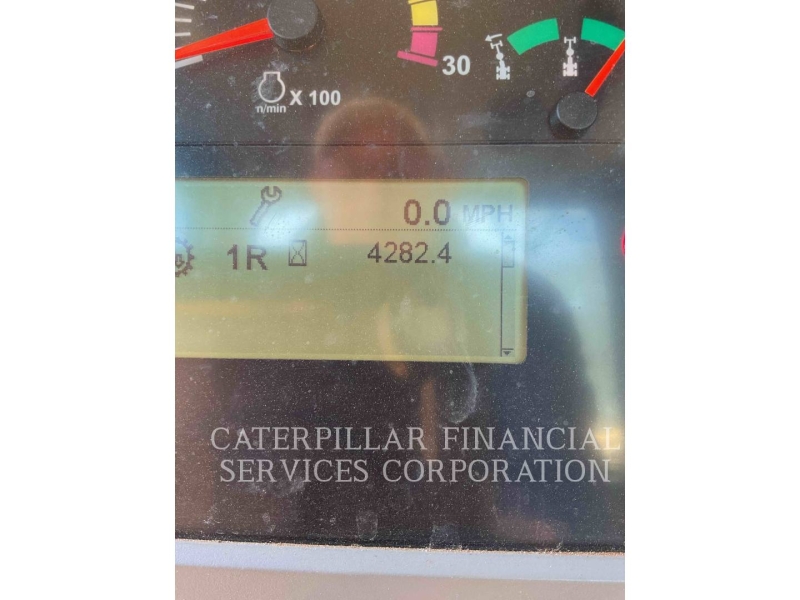 30
n/min X 100
0.0 MPH
1R 4282.4
CATERPILLAR FINANCIAL
SERVICES CORPORATION